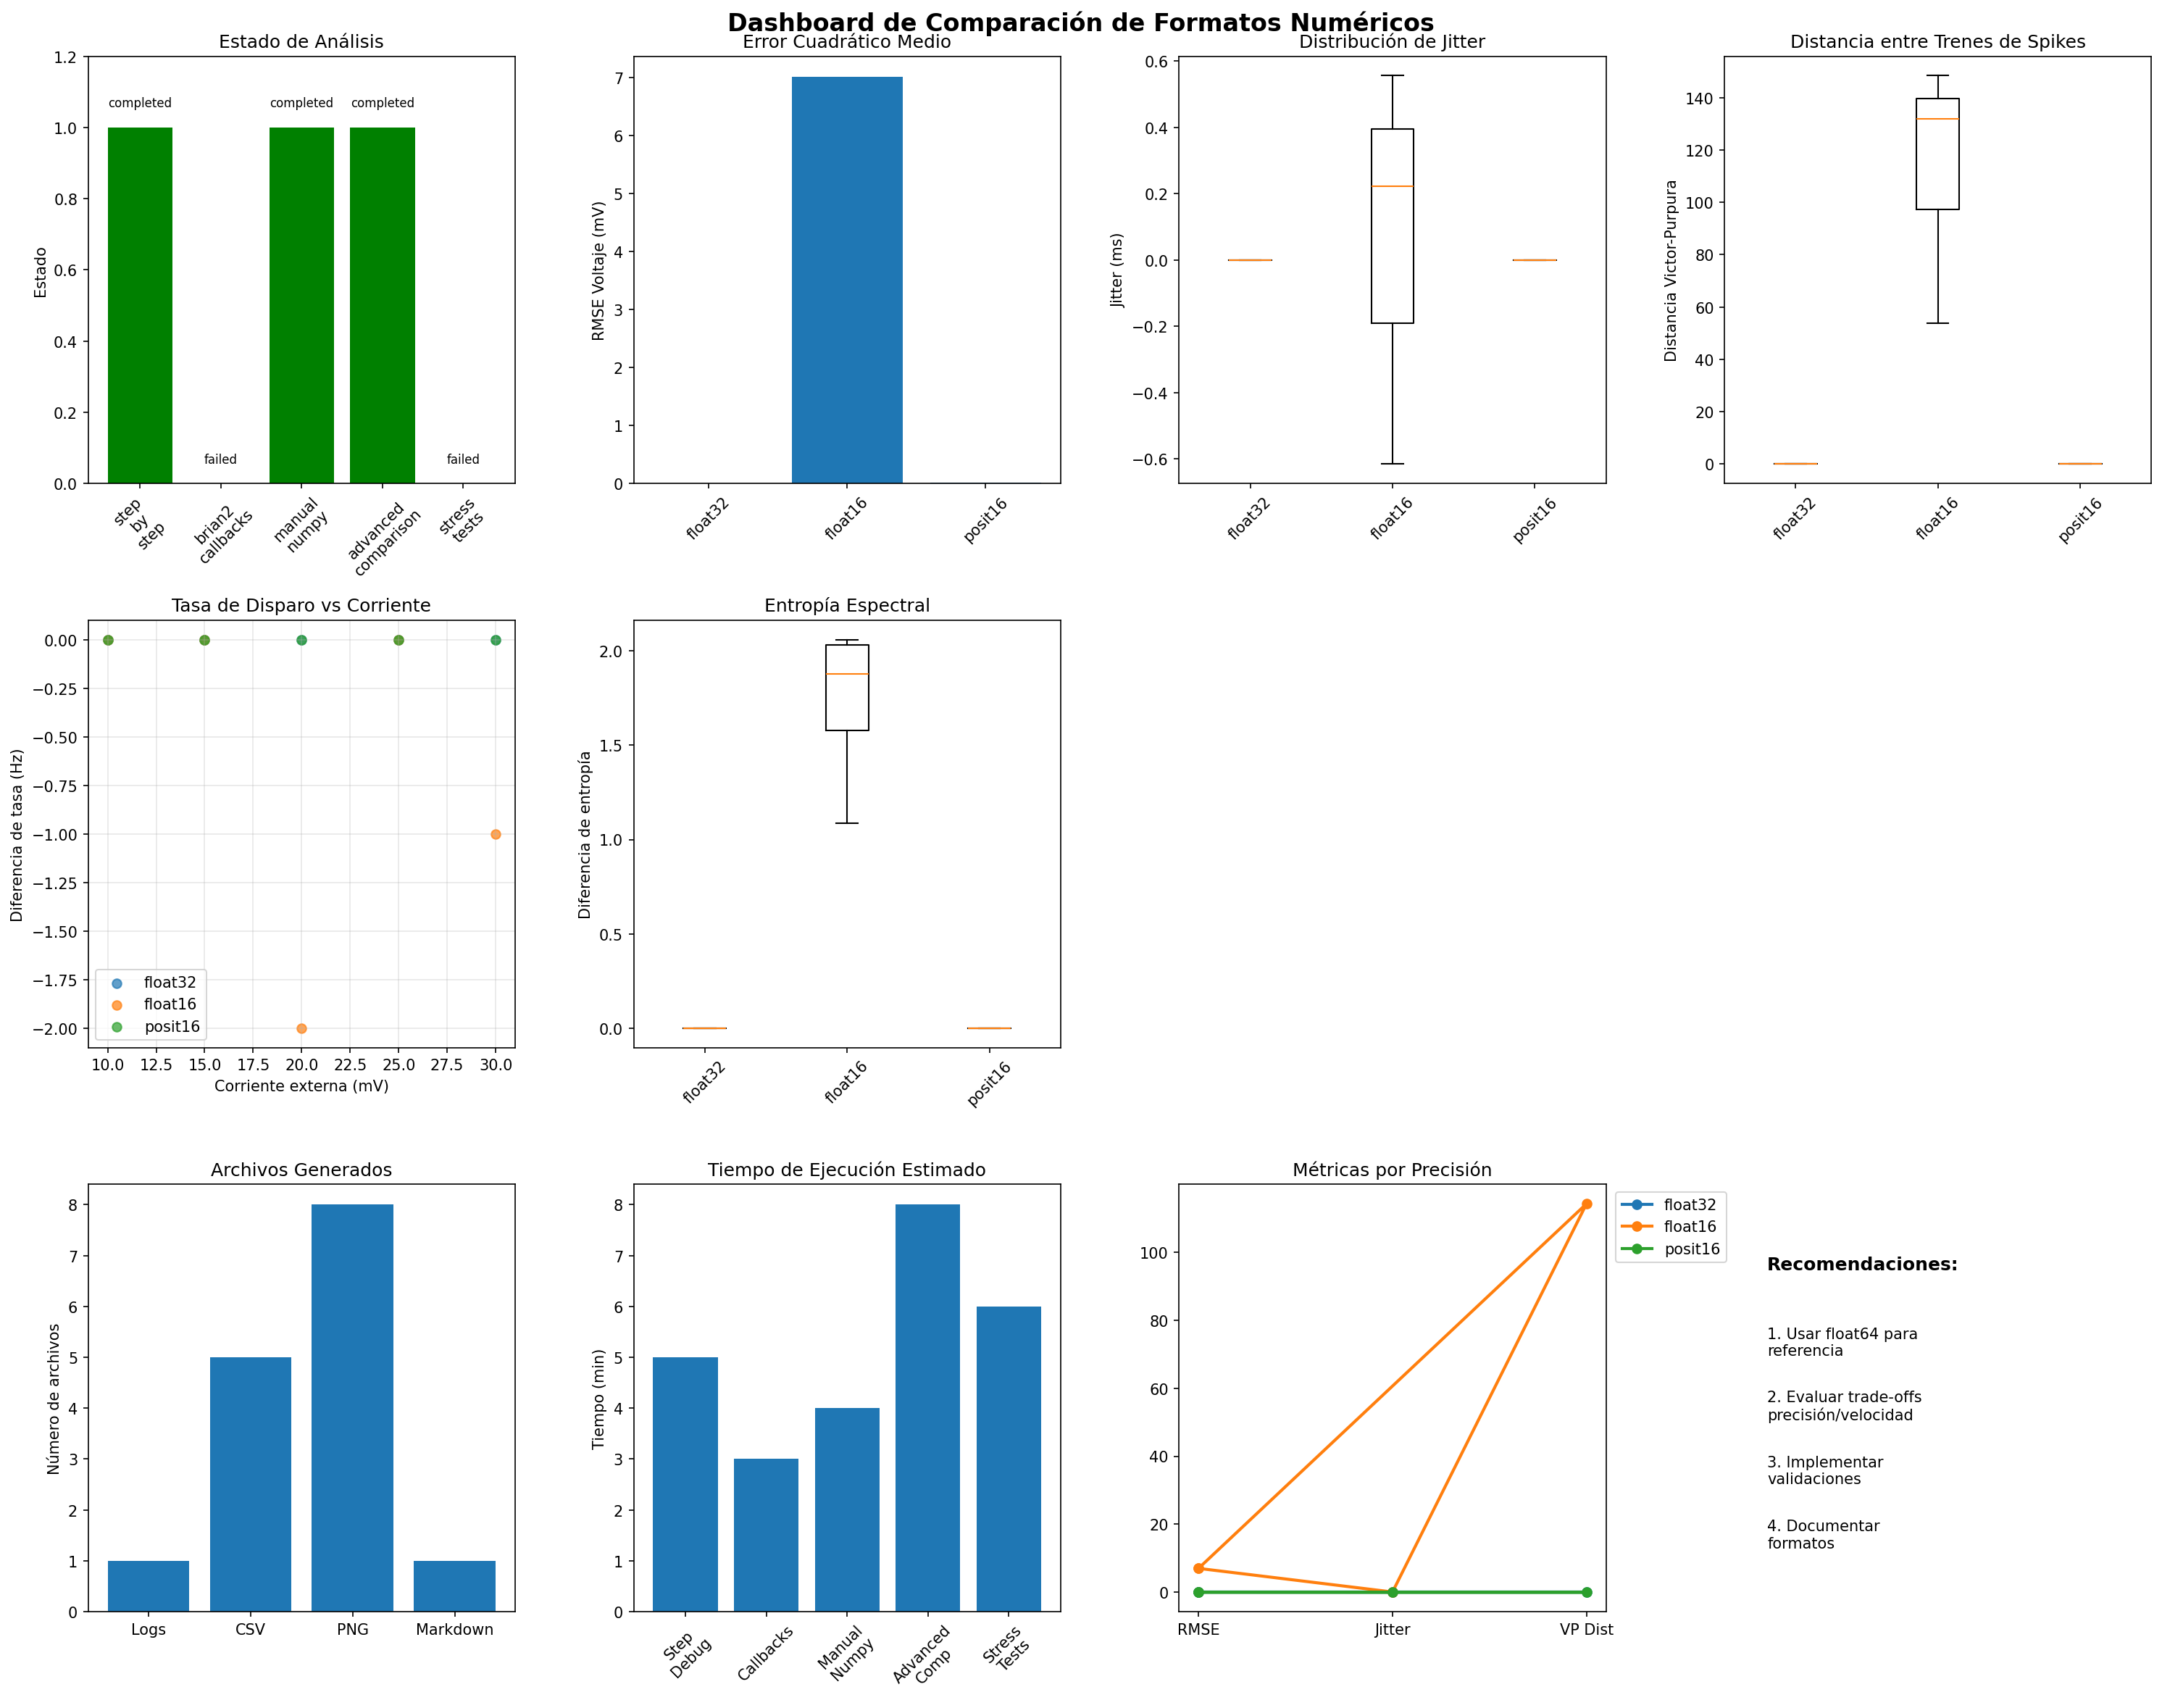 Dashboard de Comparación de Formatos Numéricos
Estado de Análisis
Estado
1.2
1.0
0.8
0.6
0.4
0.2
0.0
completed
failed
completed
completed
failed
step
by
step
brian2
callbacks
manual
numpy
advanced
comparison
stress
tests
Error Cuadrático Medio
RMSE Voltaje (mV)
7
6
5
4
3
2
1
0
float32
float16
posit16
Distribución de Jitter
Jitter (ms)
0.6
0.4
0.2
0.0
−0.2
−0.4
−0.6
float32
float16
posit16
Distancia entre Trenes de Spikes
Distancia Victor-Purpura
140
120
100
80
60
40
20
0
float32
float16
posit16
Tasa de Disparo vs Corriente
Diferencia de tasa (Hz)
0.00
−0.25
−0.50
−0.75
−1.00
−1.25
−1.50
−1.75
−2.00
float32
float16
posit16
10.0 12.5 15.0 17.5 20.0 22.5 25.0 27.5 30.0
Corriente externa (mV)
Entropía Espectral
Diferencia de entropía
2.0
1.5
1.0
0.5
0.0
float32
float16
posit16
Archivos Generados
Número de archivos
8
7
6
5
4
3
2
1
0
Logs CSV PNG Markdown
Tiempo de Ejecución Estimado
Tiempo (min)
8
7
6
5
4
3
2
1
0
Step
Debug
Callbacks
Manual
Numpy
Advanced
Comp
Stress
Tests
Métricas por Precisión
100
80
60
40
20
0
RMSE Jitter VP Dist
float32
float16
posit16
Recomendaciones:
1. Usar float64 para
referencia
2. Evaluar trade-offs
precisión/velocidad
3. Implementar
validaciones
4. Documentar
formatos